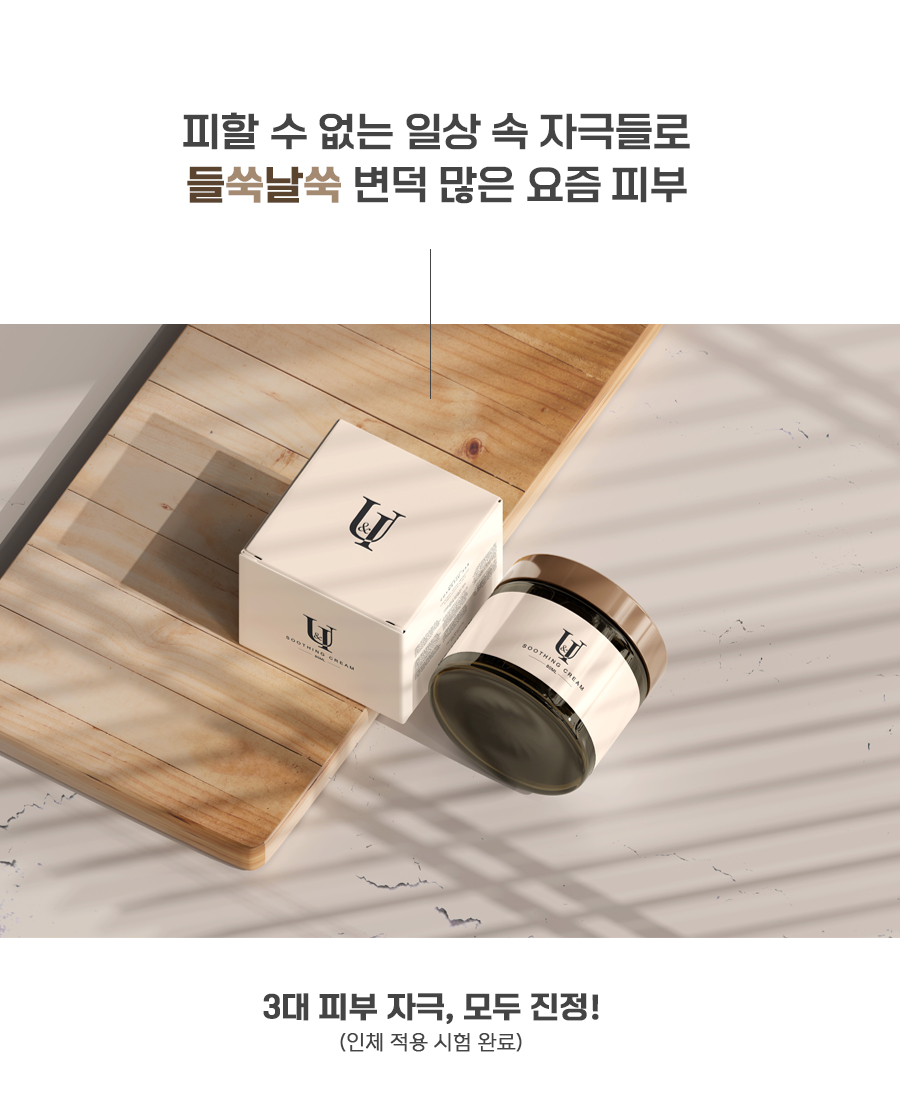 피할 수 없는 일상 속 자극들로
들쑥날쑥 변덕 많은 요즘 피부
U&I
U&I
SOOTHING CREAM
60ML
U&I
SOOTHING CREAM
60ML
3대 피부 자극, 모두 진정!
(인체 적용 시험 완료)